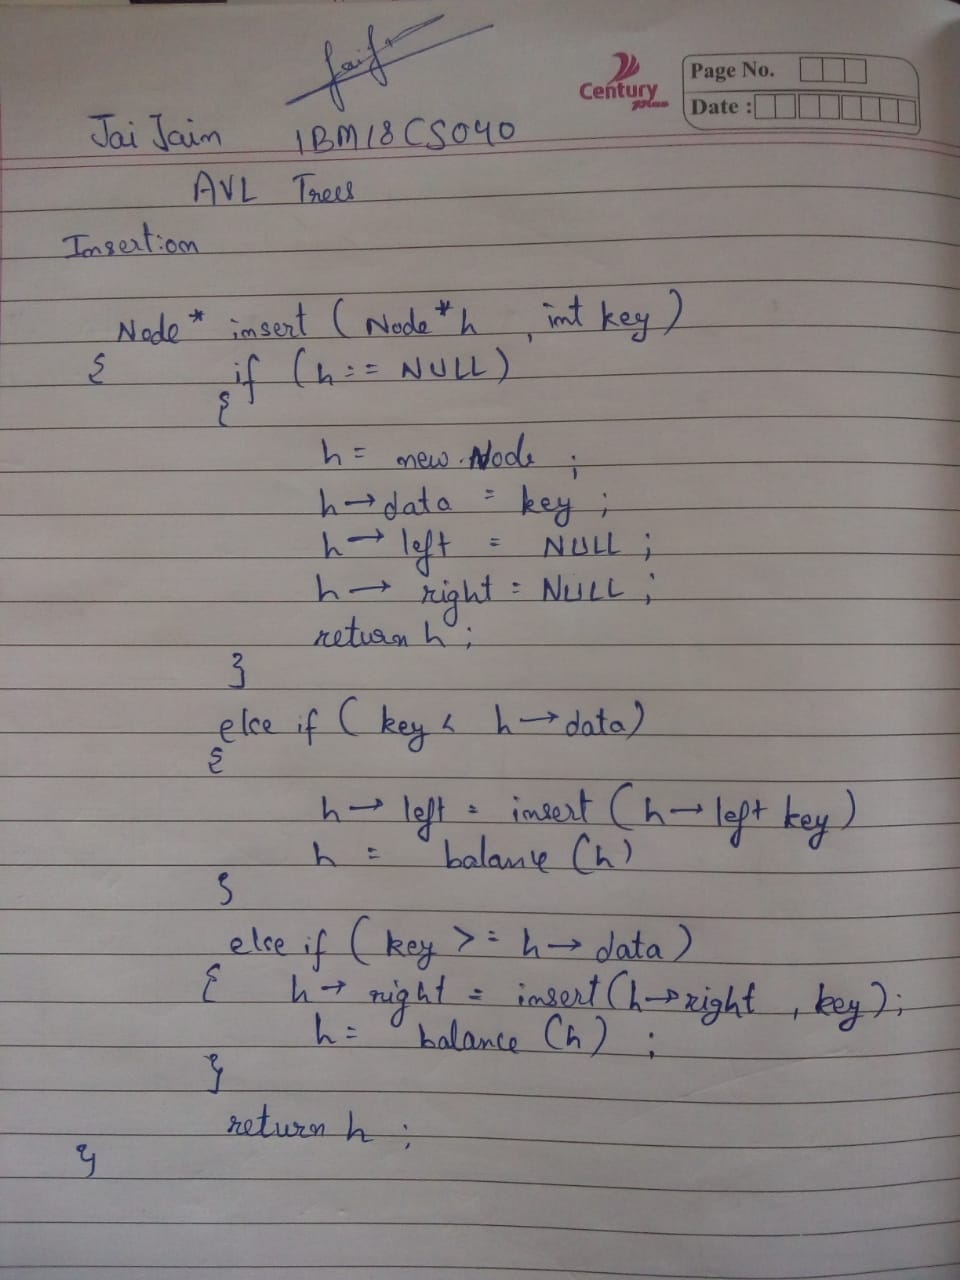 Century
Page No.
Date :
Jai Jain 1BM18CS040
AVL Trees
Insertion
Node* insert ( Node* h , int key )
{ if ( h == NULL )
{
h = new Node ;
h → data = key ;
h → left = NULL ;
h → right = NULL ;
return h ;
}
else if ( key < h → data )
{
h → left = insert ( h → left key )
h = balance ( h )
}
else if ( key >= h → data )
{ h → right = insert ( h → right , key ) ;
h = balance ( h ) ;
}
return h ;
}